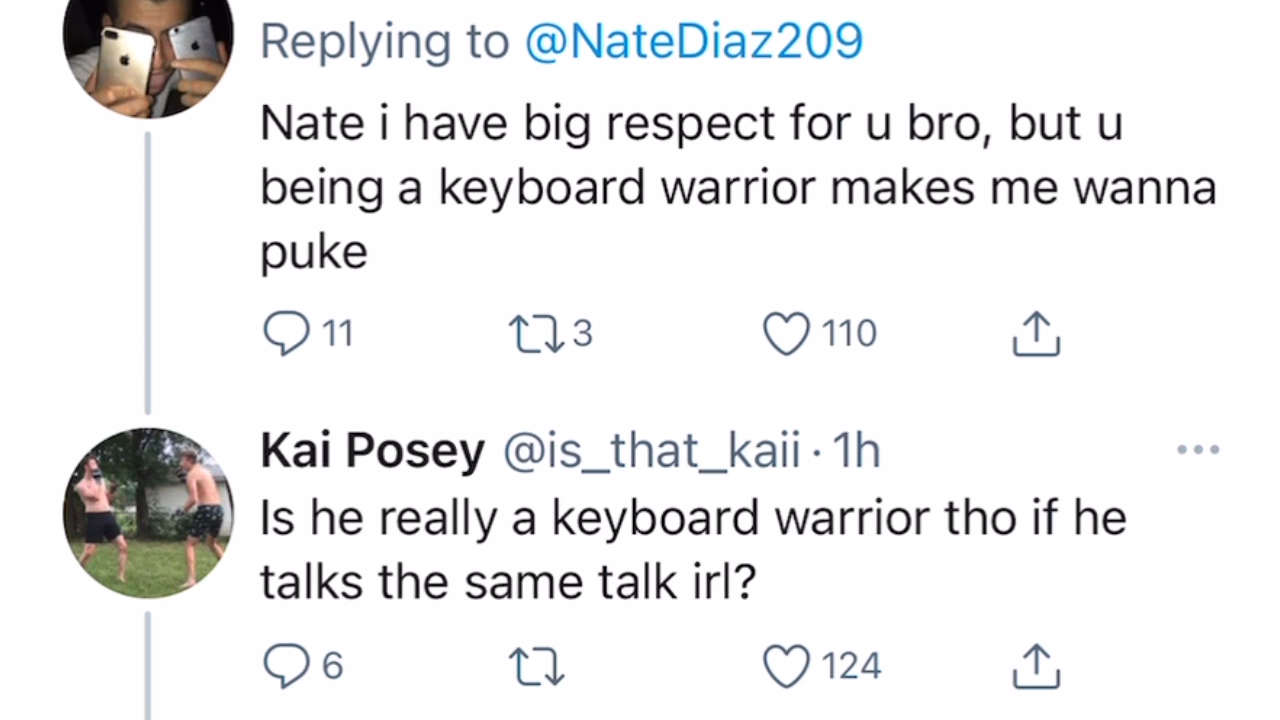 Replying to @NateDiaz209
Nate i have big respect for u bro, but u
being a keyboard warrior makes me wanna
puke
11 3 110
Kai Posey @is_that_kaii · 1h
Is he really a keyboard warrior tho if he
talks the same talk irl?
6 124